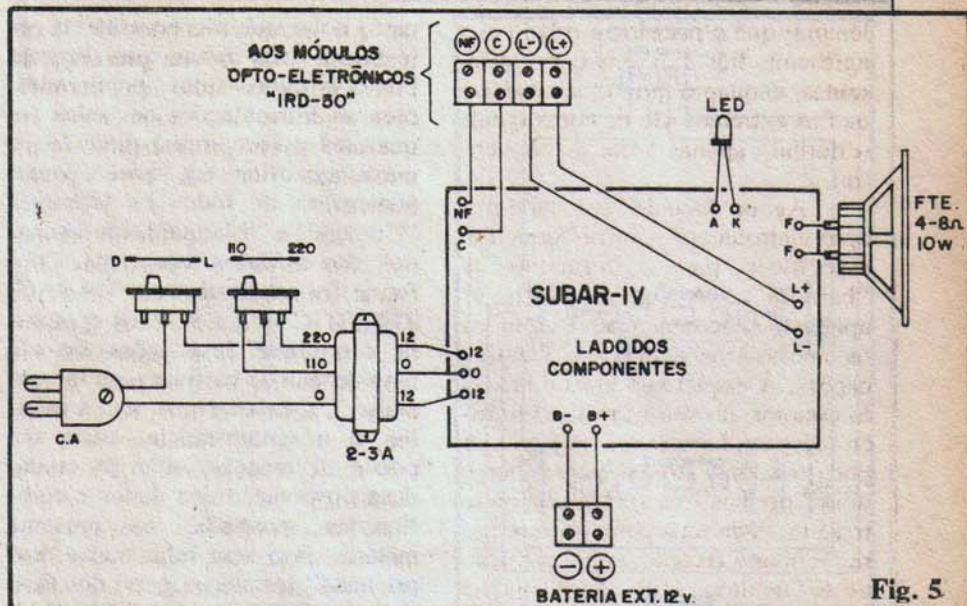 AOS MÓDULOS
OPTO-ELETRÔNICOS
"IRD-50"
NF C L- L+
LED
NF
C
A K
F
F
FTE.
4-8Ω
10W
D L
110 220
SUBAR-IV
L+
L-
LADO DOS
COMPONENTES
220 12
110 0
0 12
12
0
12
C.A
2-3A
B- B+
- +
BATERIA EXT. 12v.
Fig. 5